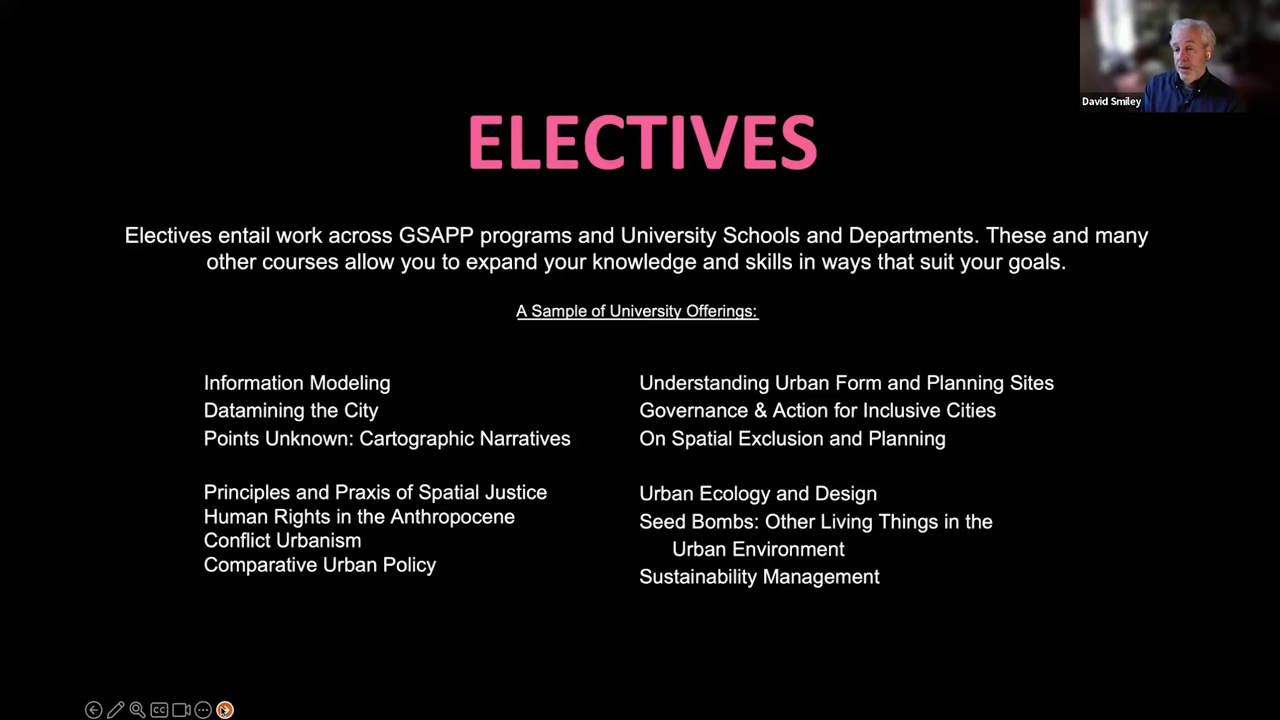 David Smiley
ELECTIVES
Electives entail work across GSAPP programs and University Schools and Departments. These and many
other courses allow you to expand your knowledge and skills in ways that suit your goals.
A Sample of University Offerings:
Information Modeling
Datamining the City
Points Unknown: Cartographic Narratives
Principles and Praxis of Spatial Justice
Human Rights in the Anthropocene
Conflict Urbanism
Comparative Urban Policy
Understanding Urban Form and Planning Sites
Governance & Action for Inclusive Cities
On Spatial Exclusion and Planning
Urban Ecology and Design
Seed Bombs: Other Living Things in the
Urban Environment
Sustainability Management
CC